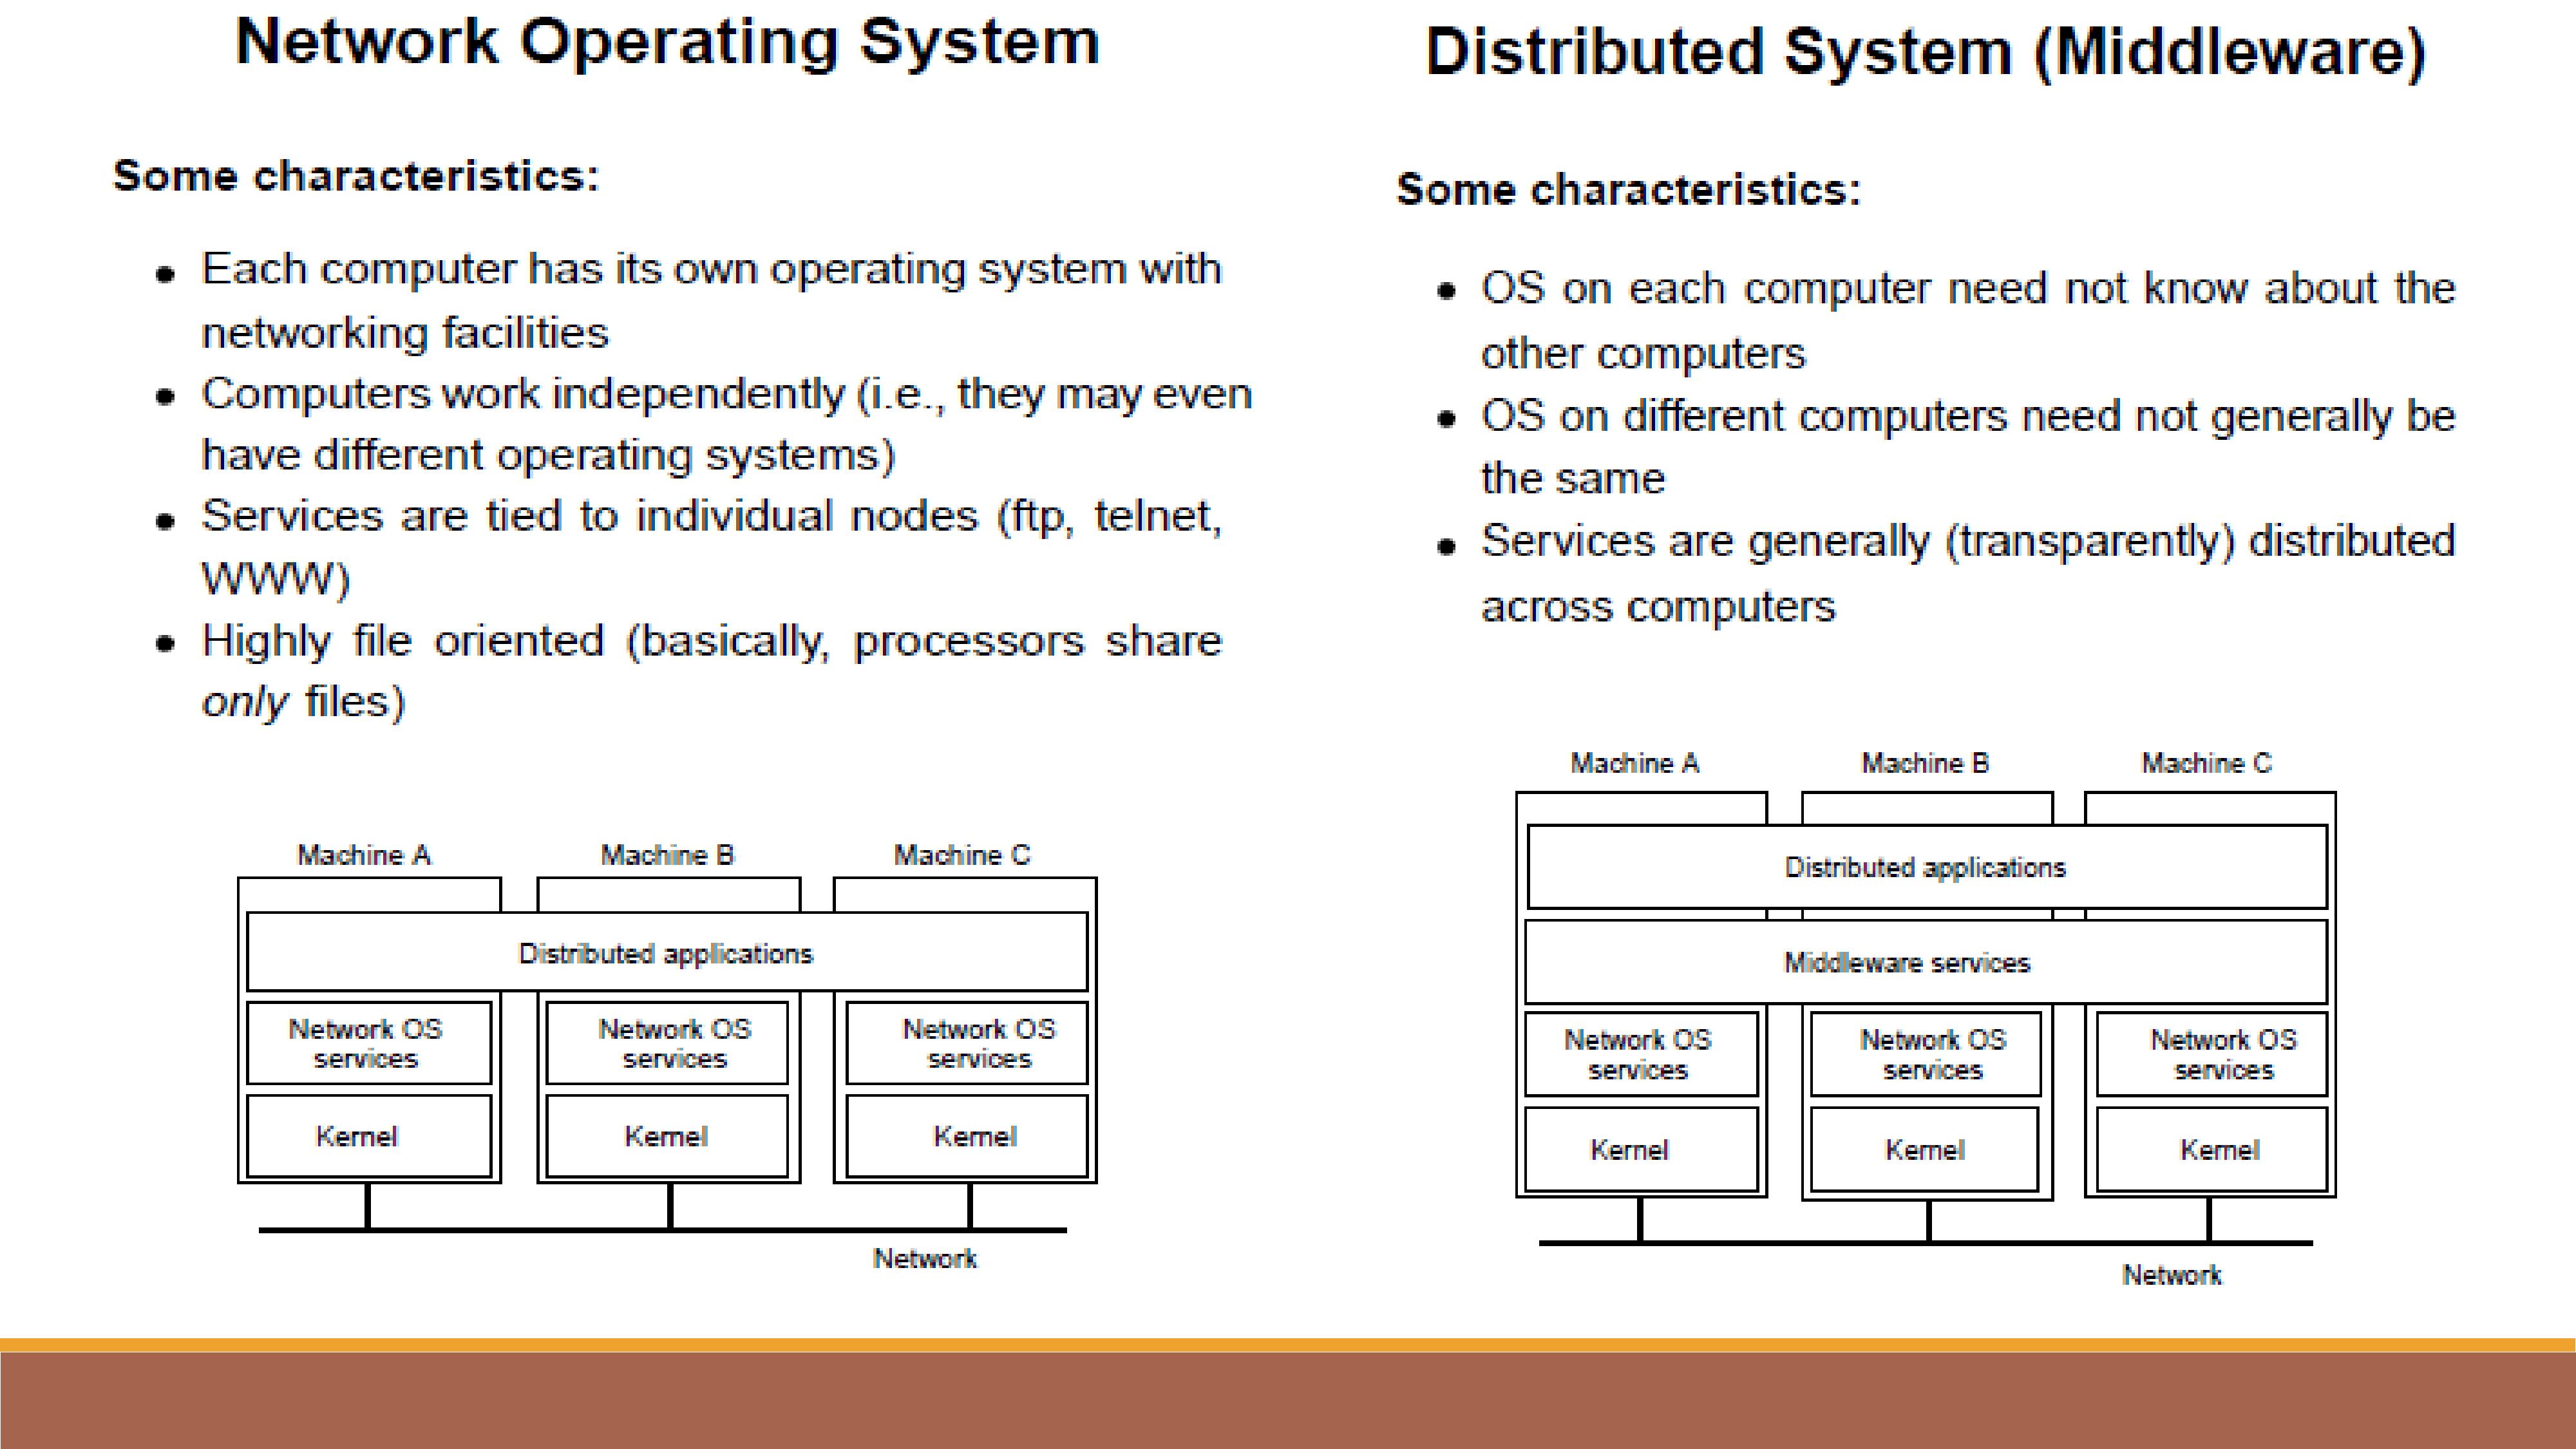 Network Operating System
Some characteristics:
• Each computer has its own operating system with
networking facilities
• Computers work independently (i.e., they may even
have different operating systems)
• Services are tied to individual nodes (ftp, telnet,
WWW)
• Highly file oriented (basically, processors share
only files)
Machine A Machine B Machine C
Distributed applications
Network OS Network OS Network OS
services services services
Kernel Kernel Kernel
Network
Distributed System (Middleware)
Some characteristics:
• OS on each computer need not know about the
other computers
• OS on different computers need not generally be
the same
• Services are generally (transparently) distributed
across computers
Machine A Machine B Machine C
Distributed applications
Middleware services
Network OS Network OS Network OS
services services services
Kernel Kernel Kernel
Network